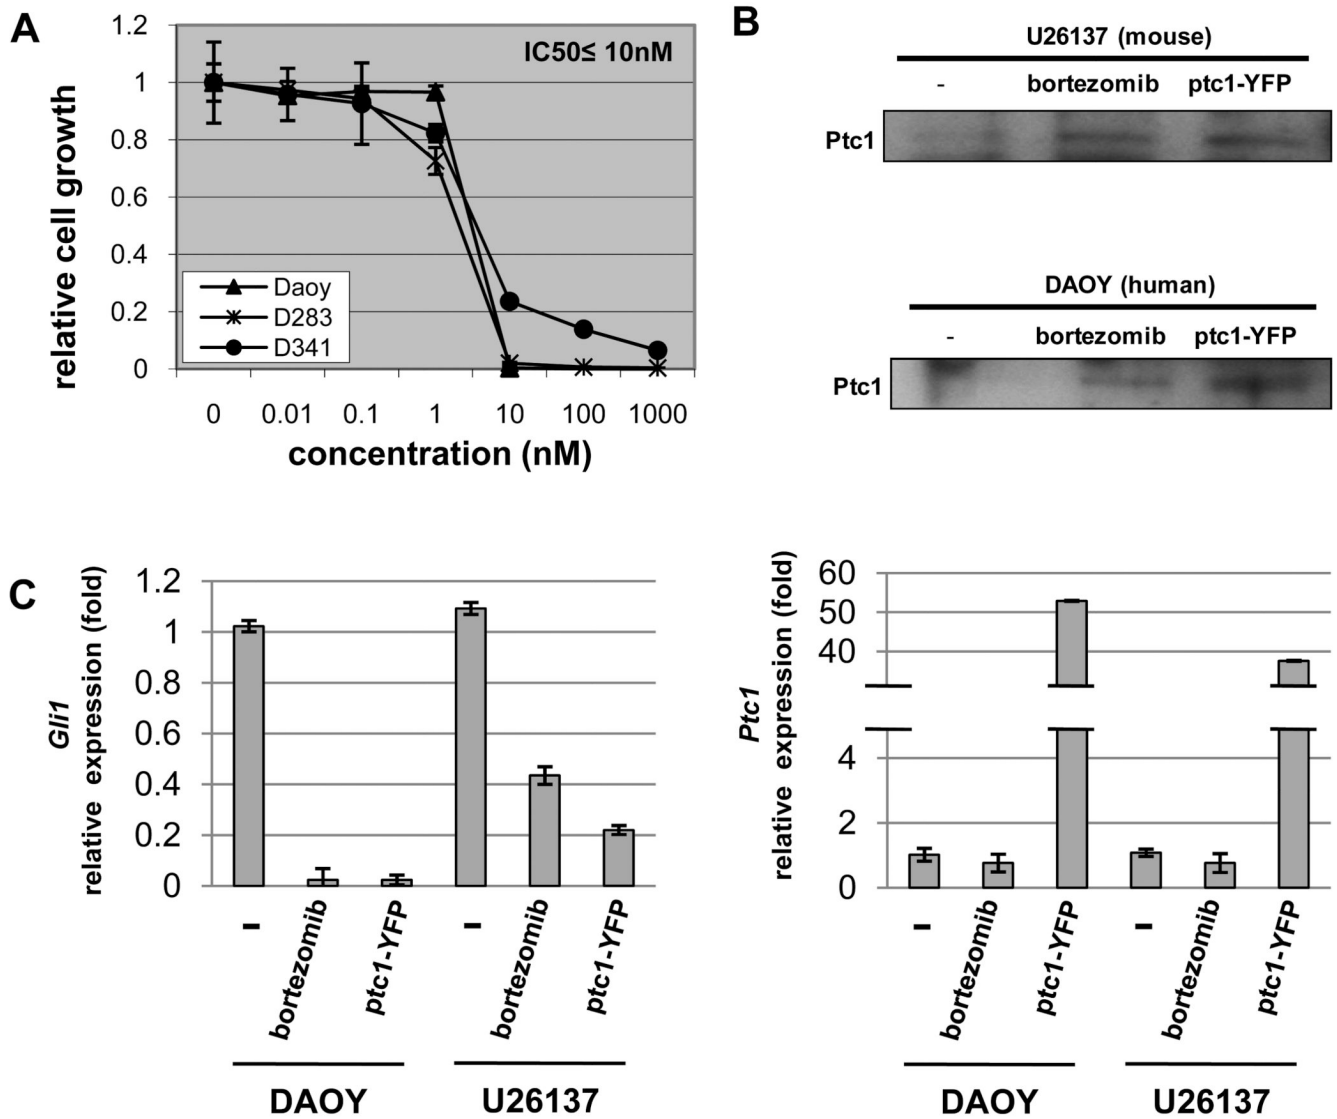 A
1.2
1
0.8
0.6
0.4
0.2
0
relative cell growth
IC50≤ 10nM
Daoy
D283
D341
0 0.01 0.1 1 10 100 1000
concentration (nM)
B
U26137 (mouse)
- bortezomib ptc1-YFP
Ptc1
DAOY (human)
- bortezomib ptc1-YFP
Ptc1
C
Gli1
relative expression (fold)
1.2
1
0.8
0.6
0.4
0.2
0
- bortezomib ptc1-YFP - bortezomib ptc1-YFP
DAOY U26137
Ptc1
relative expression (fold)
60
50
40
4
2
0
- bortezomib ptc1-YFP - bortezomib ptc1-YFP
DAOY U26137